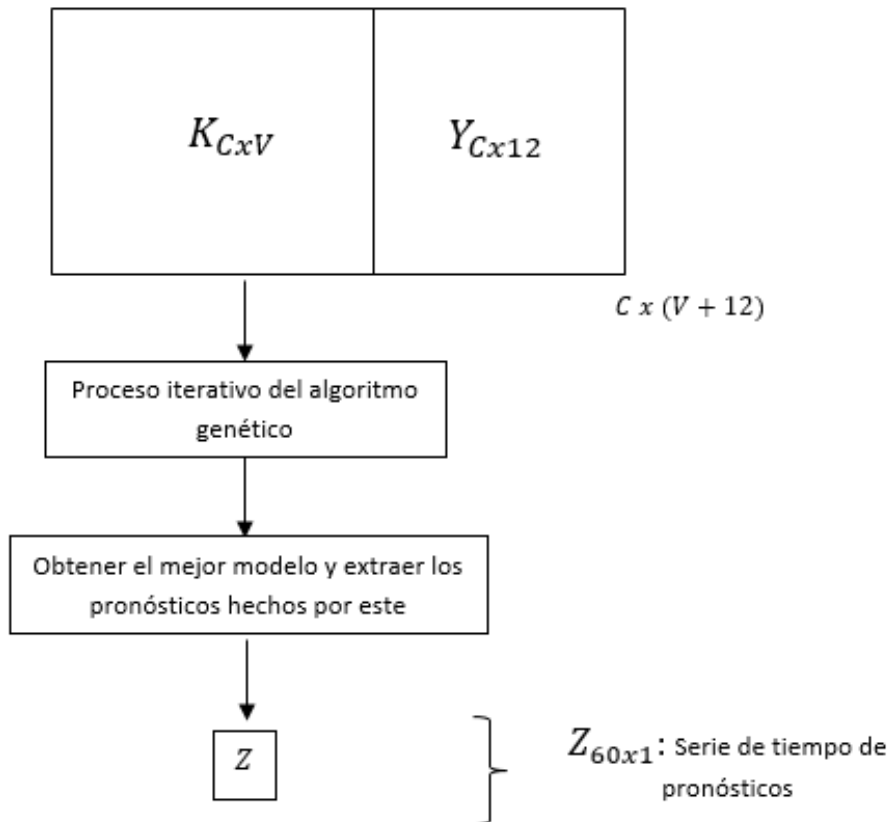 K_{CxV}
Y_{Cx12}
C x (V + 12)
Proceso iterativo del algoritmo
genético
Obtener el mejor modelo y extraer los
pronósticos hechos por este
Z
Z_{60x1}: Serie de tiempo de
pronósticos